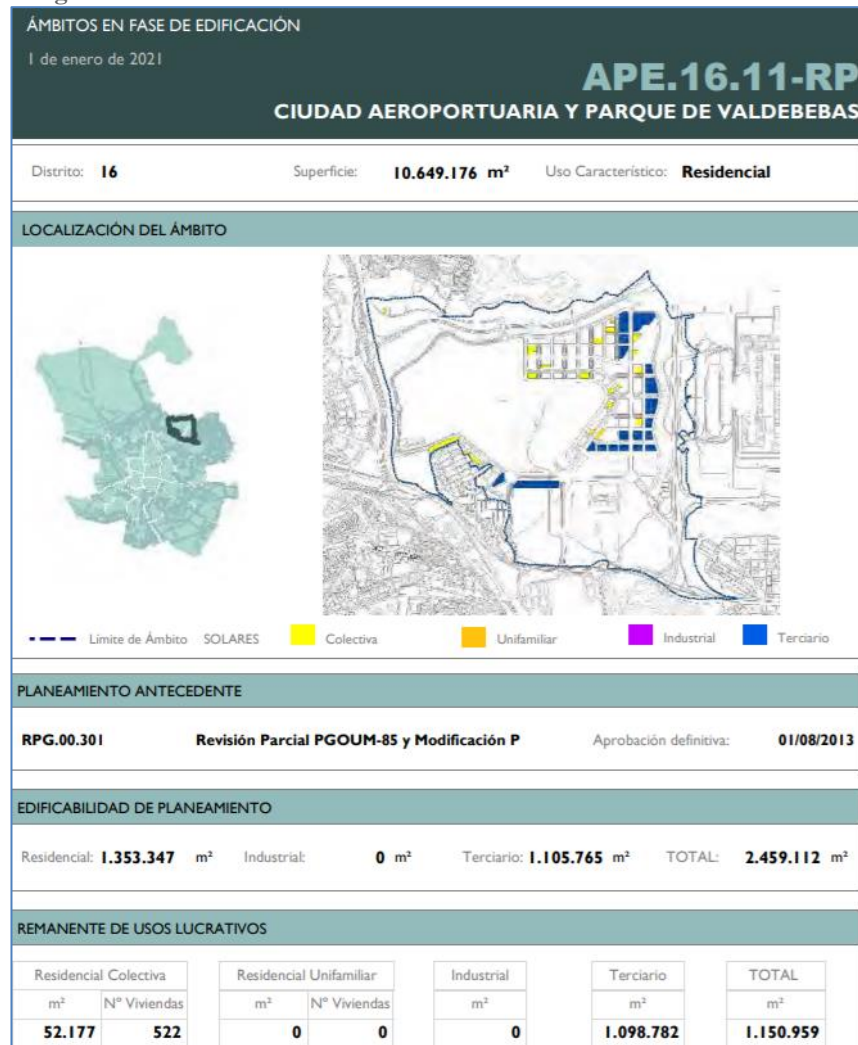 ÁMBITOS EN FASE DE EDIFICACIÓN
1 de enero de 2021
APE.16.11-RP
CIUDAD AEROPORTUARIA Y PARQUE DE VALDEBEBAS
Distrito: 16 Superficie: 10.649.176 m² Uso Característico: Residencial
LOCALIZACIÓN DEL ÁMBITO
Límite de Ámbito SOLARES Colectiva Unifamiliar Industrial Terciario
PLANEAMIENTO ANTECEDENTE
RPG.00.301 Revisión Parcial PGOUM-85 y Modificación P Aprobación definitiva: 01/08/2013
EDIFICABILIDAD DE PLANEAMIENTO
Residencial: 1.353.347 m² Industrial: 0 m² Terciario: 1.105.765 m² TOTAL: 2.459.112 m²
REMANENTE DE USOS LUCRATIVOS
Residencial Colectiva Residencial Unifamiliar Industrial Terciario TOTAL
m² Nº Viviendas m² Nº Viviendas m² m² m²
52.177 522 0 0 0 1.098.782 1.150.959